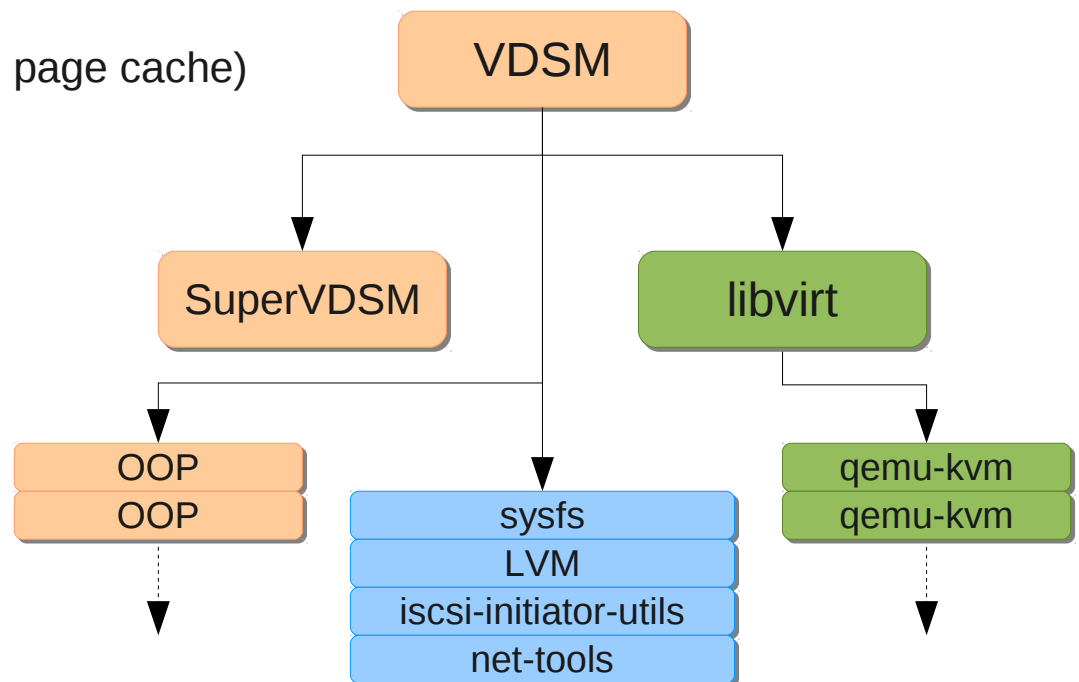 VDSM
page cache)
SuperVDSM
libvirt
OOP
OOP
qemu-kvm
qemu-kvm
sysfs
LVM
iscsi-initiator-utils
net-tools